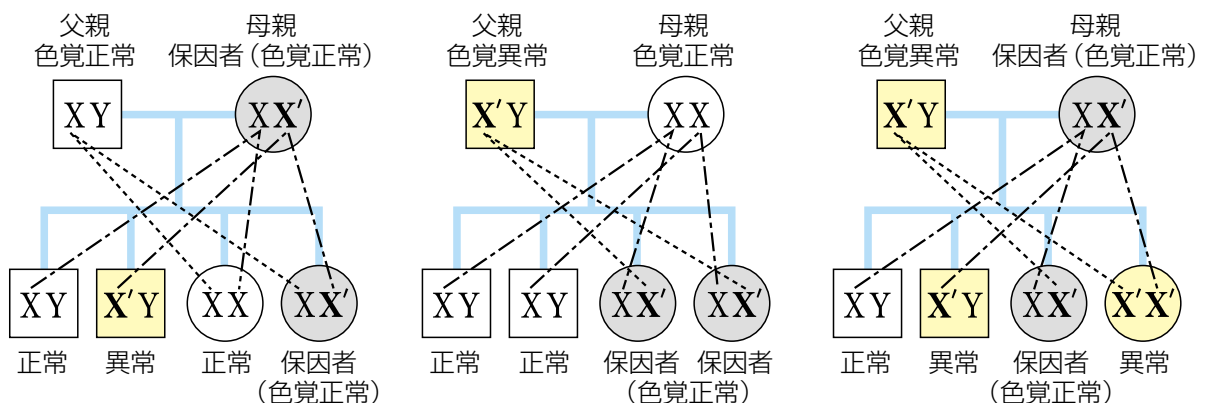 父親
色覚正常
母親
保因者（色覚正常）
XY
XX′
XY
X′Y
XX
XX′
正常
異常
正常
保因者
（色覚正常）
父親
色覚異常
母親
色覚正常
X′Y
XX
XY
XY
XX′
XX′
正常
正常
保因者
保因者
（色覚正常）
父親
色覚異常
母親
保因者（色覚正常）
X′Y
XX′
XY
X′Y
XX′
X′X′
正常
異常
保因者
（色覚正常）
異常